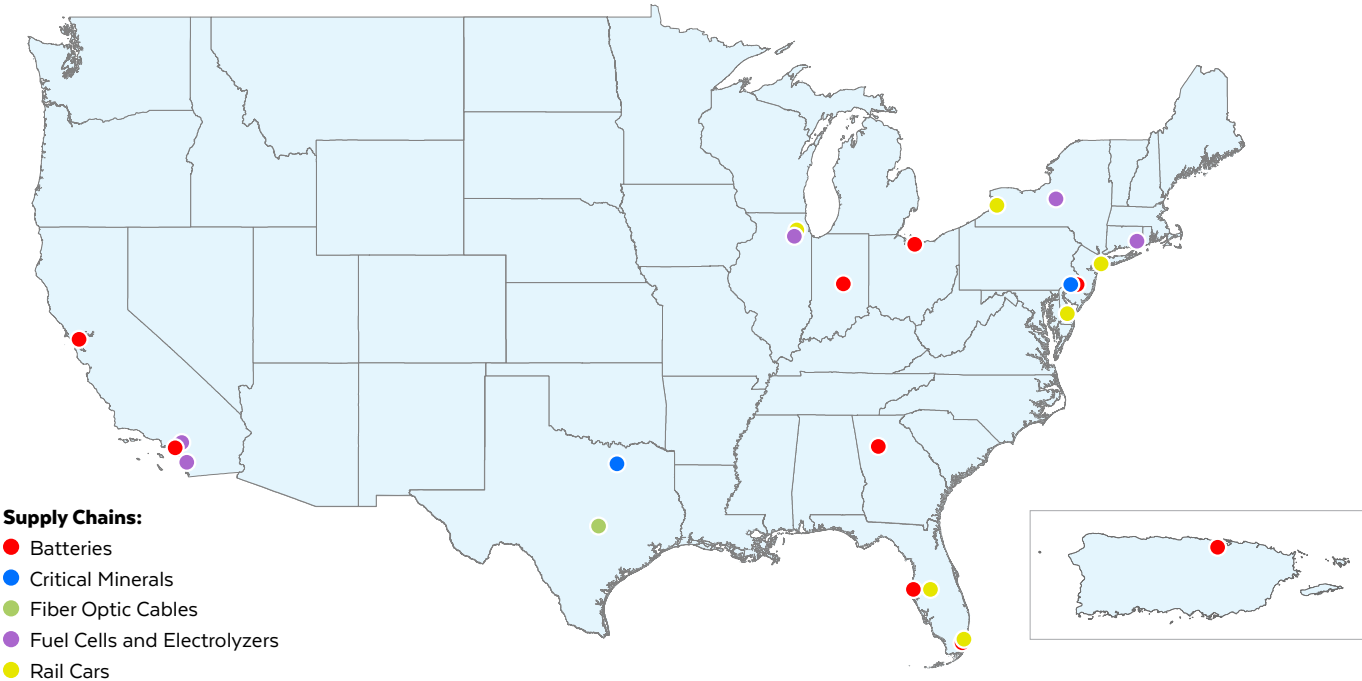 Supply Chains:
Batteries
Critical Minerals
Fiber Optic Cables
Fuel Cells and Electrolyzers
Rail Cars